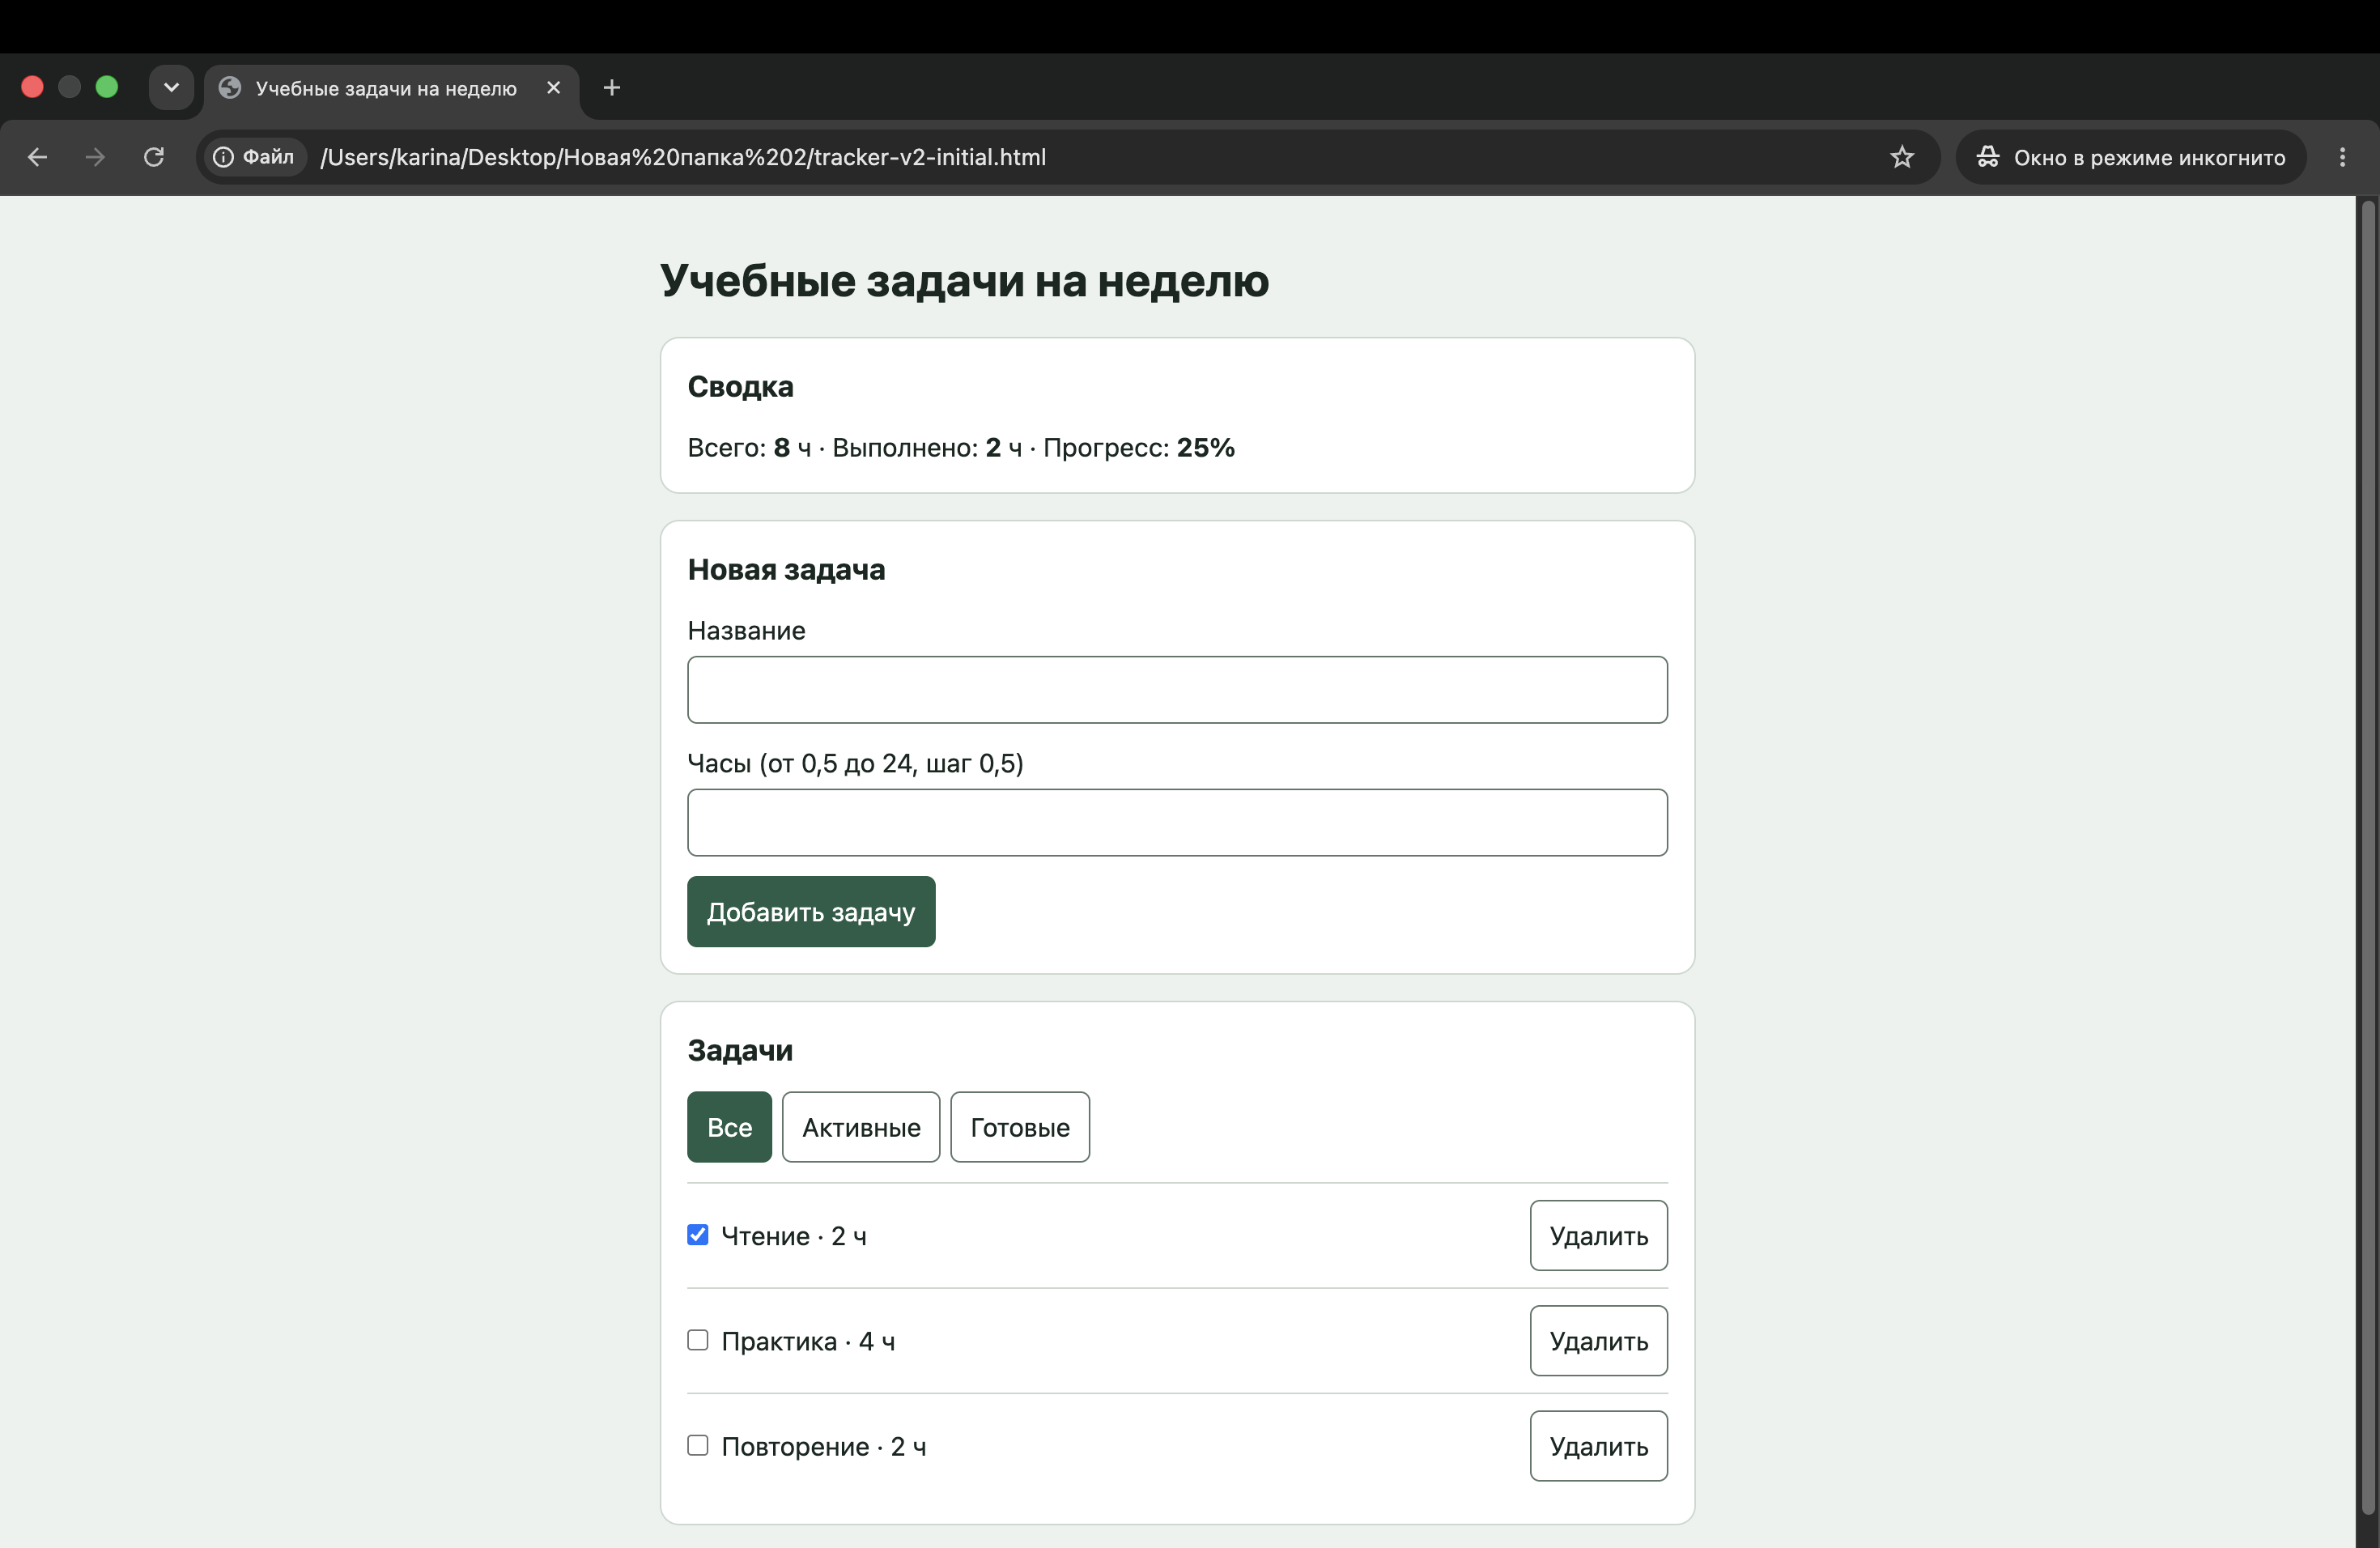 Учебные задачи на неделю
Файл /Users/karina/Desktop/Новая%20папка%202/tracker-v2-initial.html Окно в режиме инкогнито
Учебные задачи на неделю
Сводка
Всего: 8 ч · Выполнено: 2 ч · Прогресс: 25%
Новая задача
Название
Часы (от 0,5 до 24, шаг 0,5)
Добавить задачу
Задачи
Все Активные Готовые
Чтение · 2 ч Удалить
Практика · 4 ч Удалить
Повторение · 2 ч Удалить